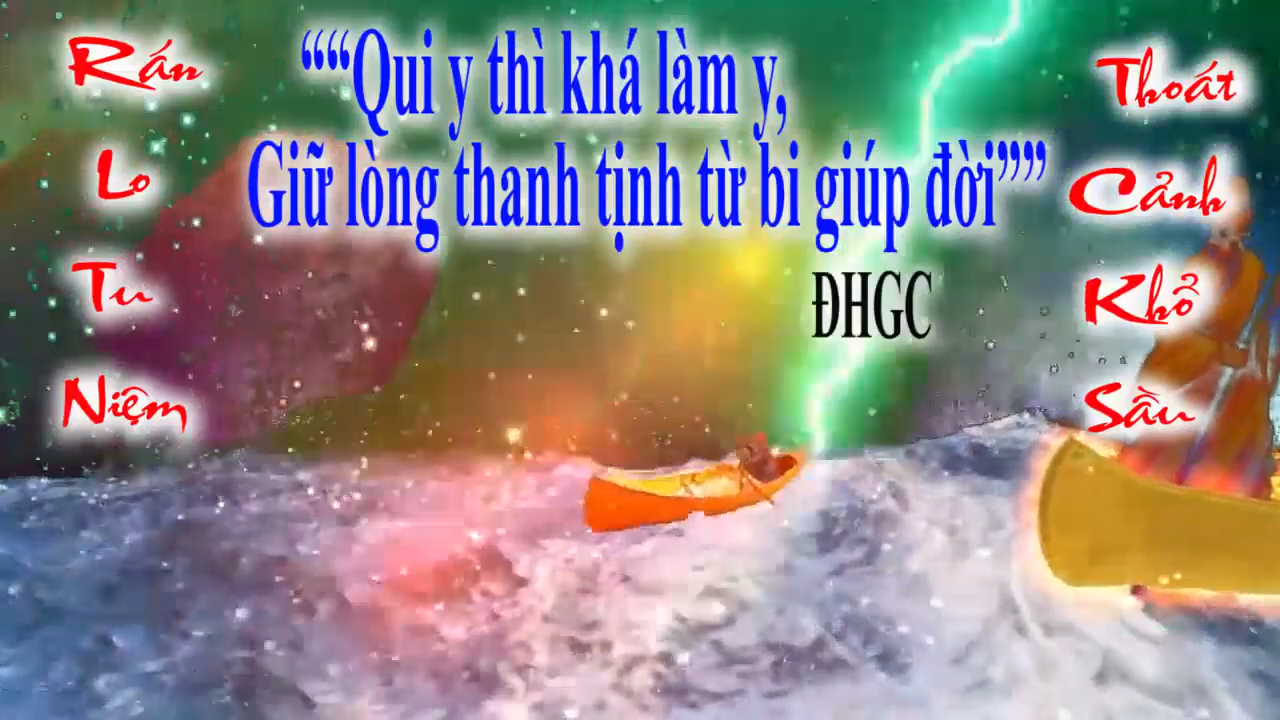 Rấn
Lo
Tu
Niệm
““Qui y thì khá làm y,
Giữ lòng thanh tịnh từ bi giúp đời””
ĐHGC
Thoát
Cảnh
Khổ
Sầu